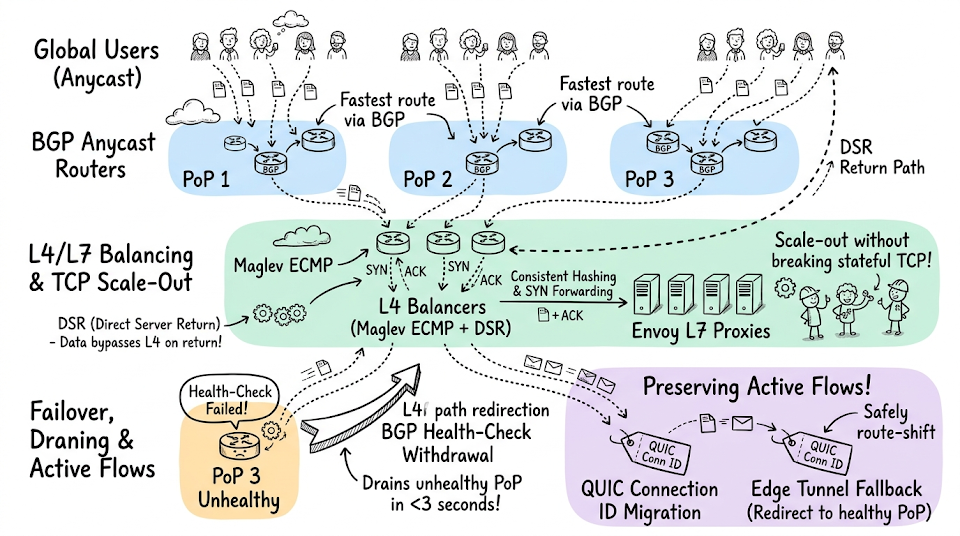 Global Users
(Anycast)
Fastest route
via BGP
Fastest route
via BGP
BGP Anycast
Routers
BGP
PoP 1
BGP
PoP 2
BGP
BGP
PoP 3
DSR
Return Path
L4/L7 Balancing
& TCP Scale-Out
Maglev ECMP
SYN
ACK
SYN
ACK
L4 Balancers
(Maglev ECMP + DSR)
DSR (Direct Server Return)
- Data bypasses L4 on return!
Consistent Hashing
& SYN Forwarding
+ ACK
Envoy L7 Proxies
Scale-out without
breaking stateful TCP!
Failover,
Draning &
Active Flows
Health-Check
Failed!
PoP 3
Unhealthy
path redirection
BGP Health-Check
Withdrawal
Drains unhealthy PoP
in <3 seconds!
Preserving Active Flows!
QUIC
Conn ID
QUIC Connection
ID Migration
Safely
route-shift
QUIC
Conn ID
Edge Tunnel Fallback
(Redirect to healthy PoP)